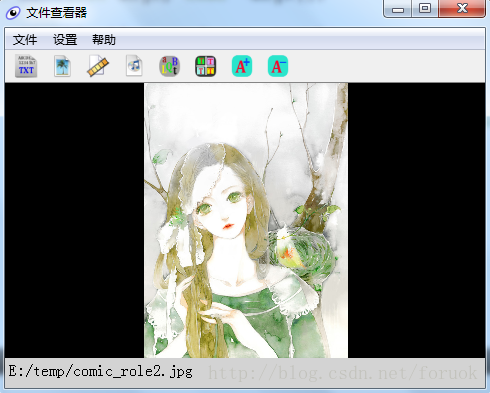 文件查看器
文件 设置 帮助
TXT
a B
t
A+ A-
E:/temp/comic_role2.jpg http://blog.csdn.net/foruok